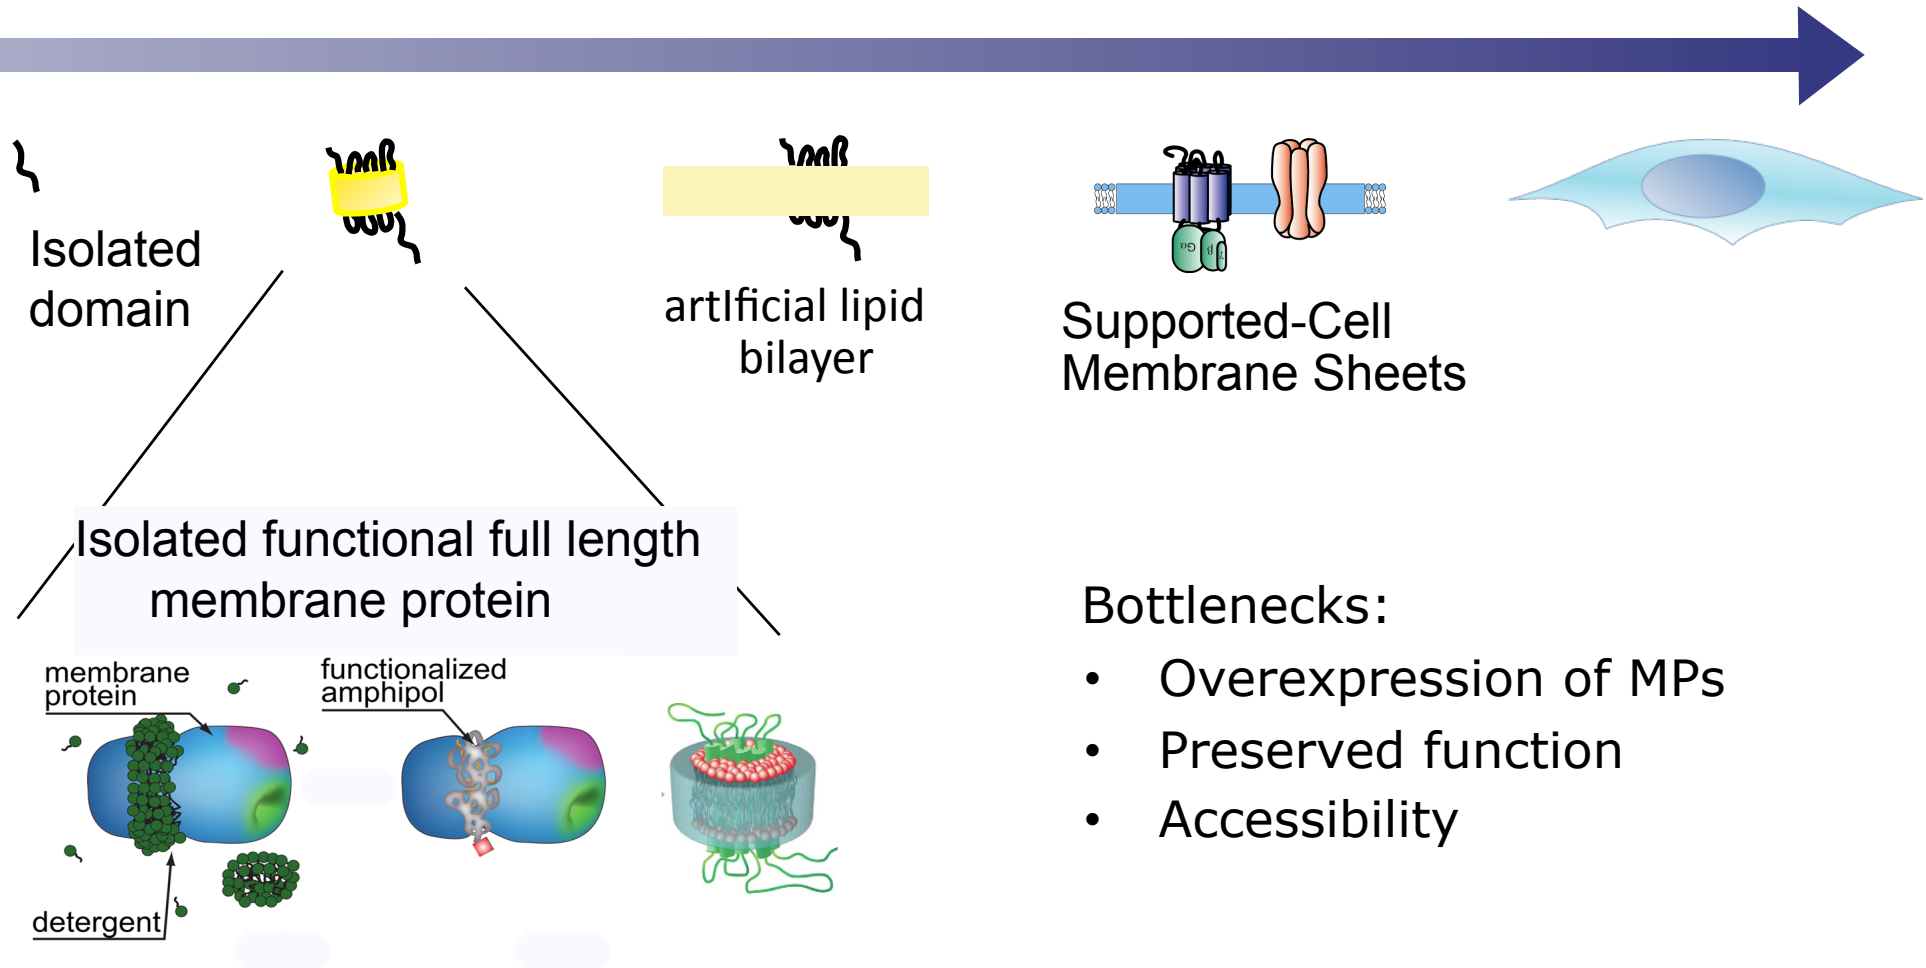 Isolated
domain
artIficial lipid
bilayer
Supported-Cell
Membrane Sheets
Gα
β
γ
Isolated functional full length
membrane protein
membrane
protein
functionalized
amphipol
detergent
Bottlenecks:
• Overexpression of MPs
• Preserved function
• Accessibility